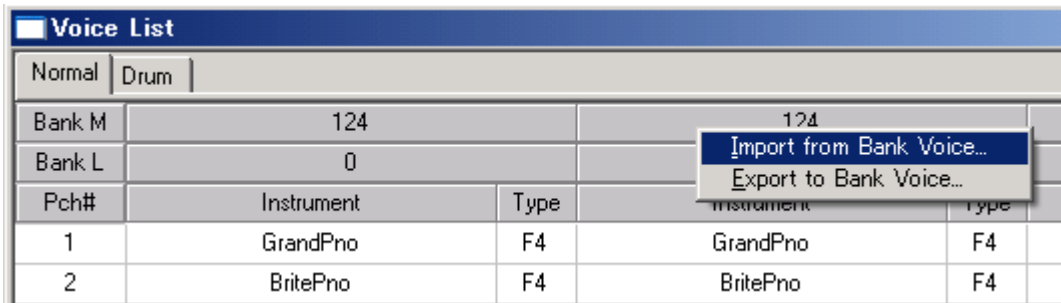 Voice List
Normal Drum
Bank M 124 124
Import from Bank Voice...
Bank L 0
Export to Bank Voice...
Pch# Instrument Type Instrument Type
1 GrandPno F4 GrandPno F4
2 BritePno F4 BritePno F4